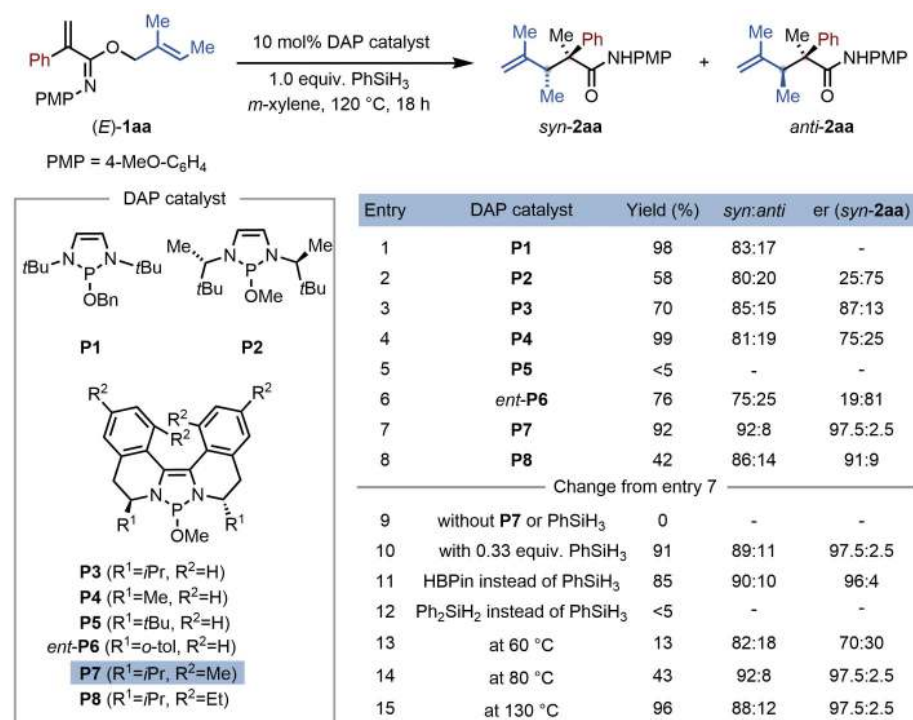 Me
O
Me
Ph
PMP
N
(E)-1aa
PMP = 4-MeO-C6H4
10 mol% DAP catalyst
1.0 equiv. PhSiH3
m-xylene, 120 °C, 18 h
Me
Me
Ph
NHPMP
Me
O
syn-2aa
+
Me
Me
Ph
NHPMP
Me
O
anti-2aa
DAP catalyst
tBu
N
N
tBu
P
OBn
P1
Me
Me
N
N
P
tBu
tBu
OMe
P2
R2
R2
R2
R2
N
N
P
R1
R1
OMe
P3 (R1=iPr, R2=H)
P4 (R1=Me, R2=H)
P5 (R1=tBu, R2=H)
ent-P6 (R1=o-tol, R2=H)
P7 (R1=iPr, R2=Me)
P8 (R1=iPr, R2=Et)
Entry DAP catalyst Yield (%) syn:anti er (syn-2aa)
1 P1 98 83:17 -
2 P2 58 80:20 25:75
3 P3 70 85:15 87:13
4 P4 99 81:19 75:25
5 P5 <5 - -
6 ent-P6 76 75:25 19:81
7 P7 92 92:8 97.5:2.5
8 P8 42 86:14 91:9
Change from entry 7
9 without P7 or PhSiH3 0 - -
10 with 0.33 equiv. PhSiH3 91 89:11 97.5:2.5
11 HBPin instead of PhSiH3 85 90:10 96:4
12 Ph2SiH2 instead of PhSiH3 <5 - -
13 at 60 °C 13 82:18 70:30
14 at 80 °C 43 92:8 97.5:2.5
15 at 130 °C 96 88:12 97.5:2.5